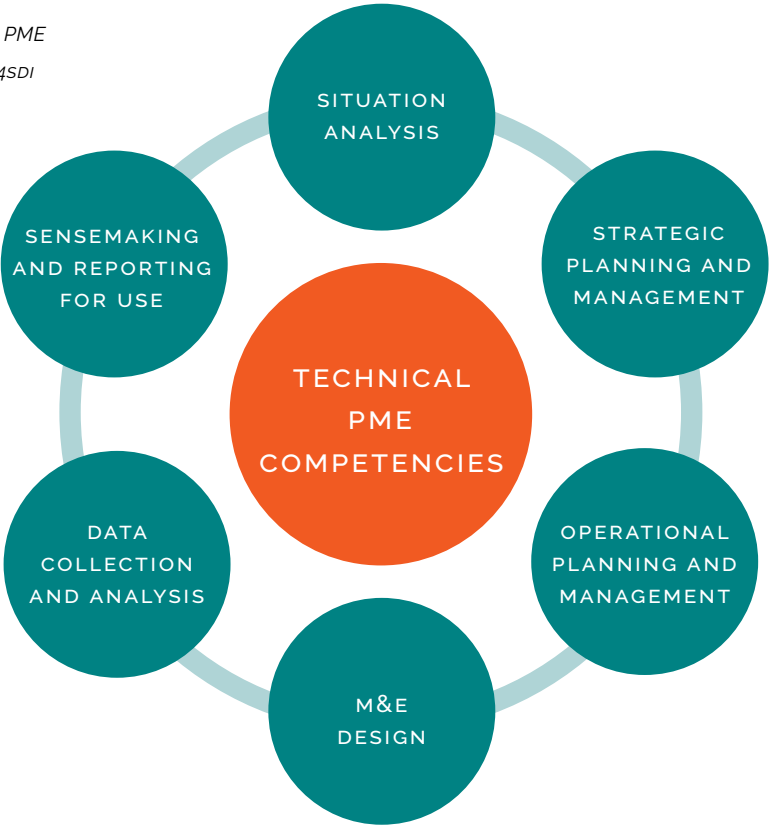 PME
4SDI
SITUATION
ANALYSIS
STRATEGIC
PLANNING AND
MANAGEMENT
OPERATIONAL
PLANNING AND
MANAGEMENT
M&E
DESIGN
DATA
COLLECTION
AND ANALYSIS
SENSEMAKING
AND REPORTING
FOR USE
TECHNICAL
PME
COMPETENCIES